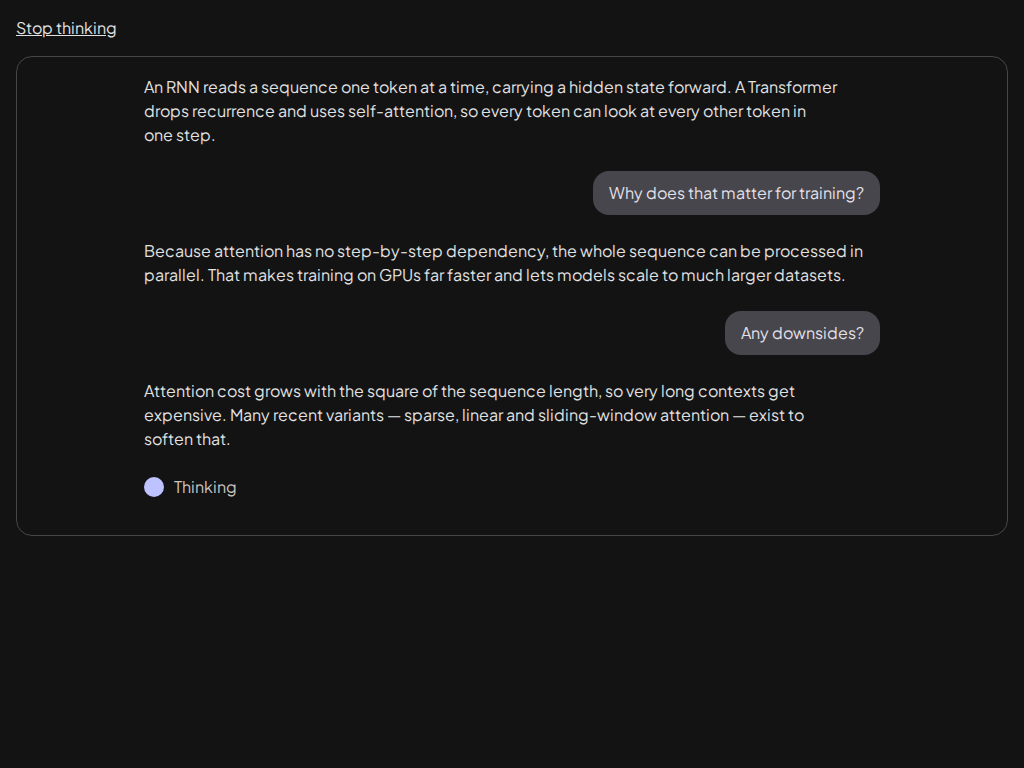 Stop thinking
An RNN reads a sequence one token at a time, carrying a hidden state forward. A Transformer
drops recurrence and uses self-attention, so every token can look at every other token in
one step.
Why does that matter for training?
Because attention has no step-by-step dependency, the whole sequence can be processed in
parallel. That makes training on GPUs far faster and lets models scale to much larger datasets.
Any downsides?
Attention cost grows with the square of the sequence length, so very long contexts get
expensive. Many recent variants — sparse, linear and sliding-window attention — exist to
soften that.
Thinking